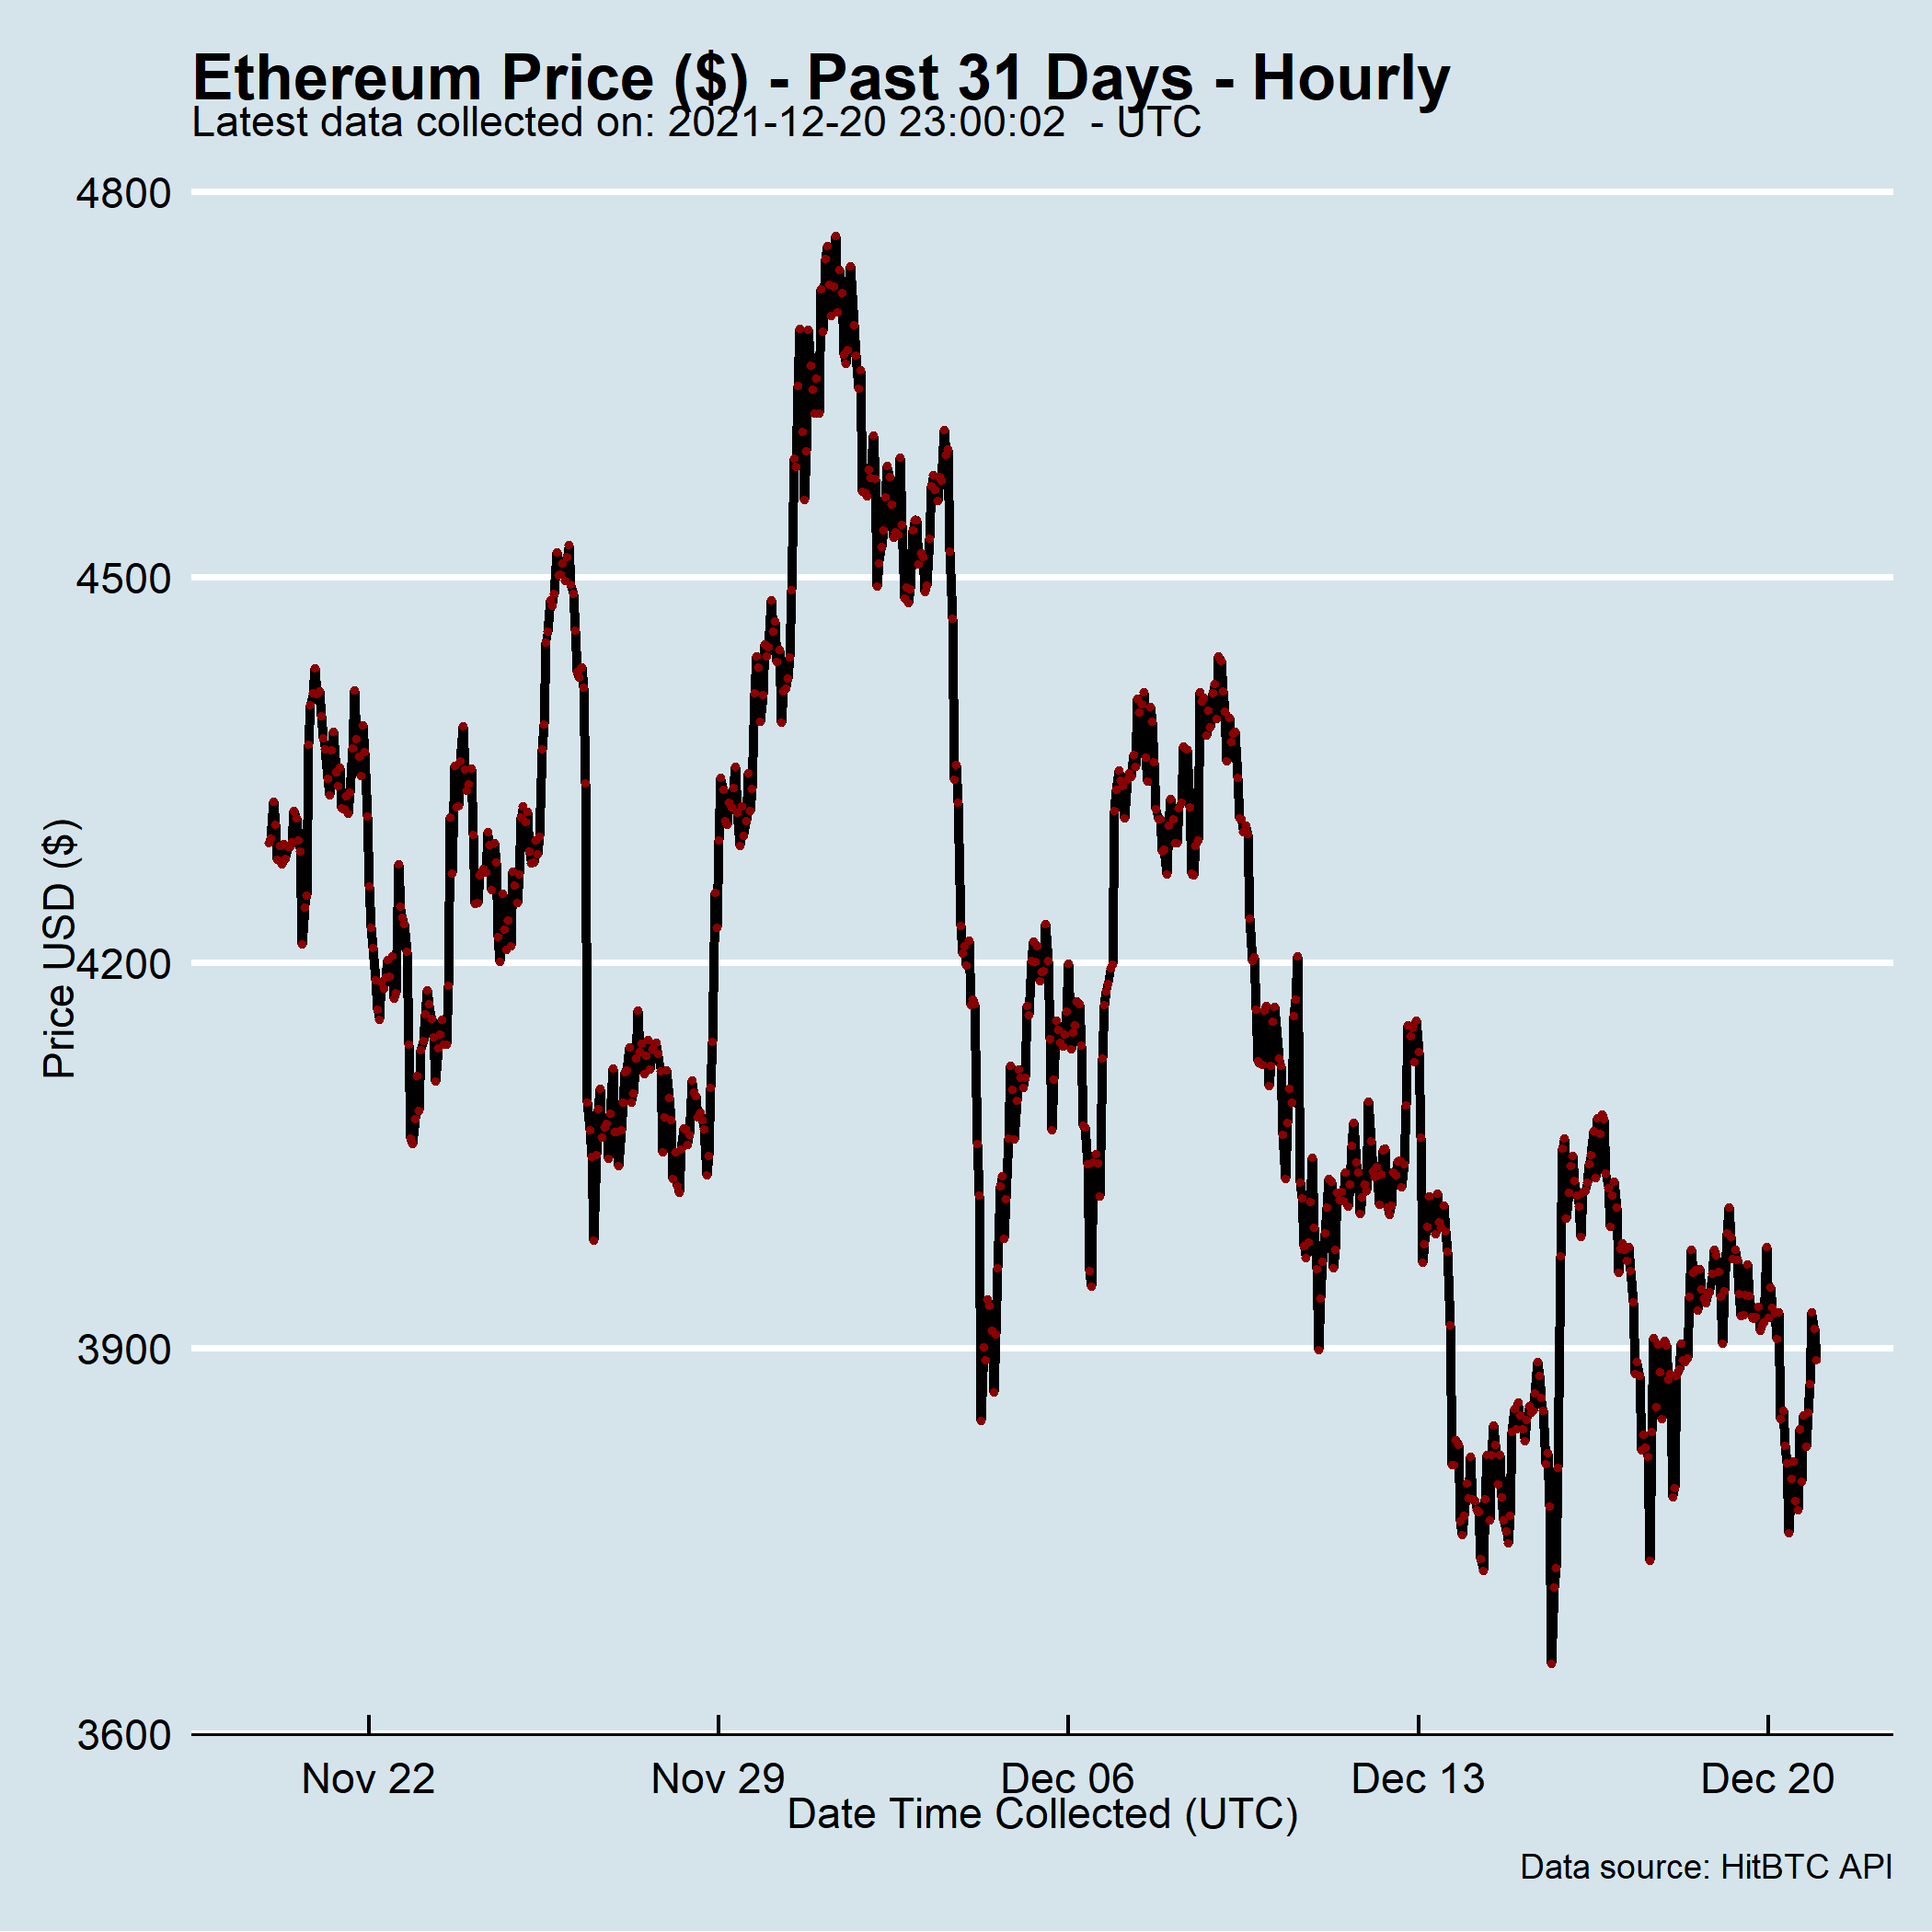 Ethereum Price ($) - Past 31 Days - Hourly
Latest data collected on: 2021-12-20 23:00:02  - UTC
4800
4500
4200
3900
3600
Price USD ($)
Nov 22
Nov 29
Dec 06
Dec 13
Dec 20
Date Time Collected (UTC)
Data source: HitBTC API